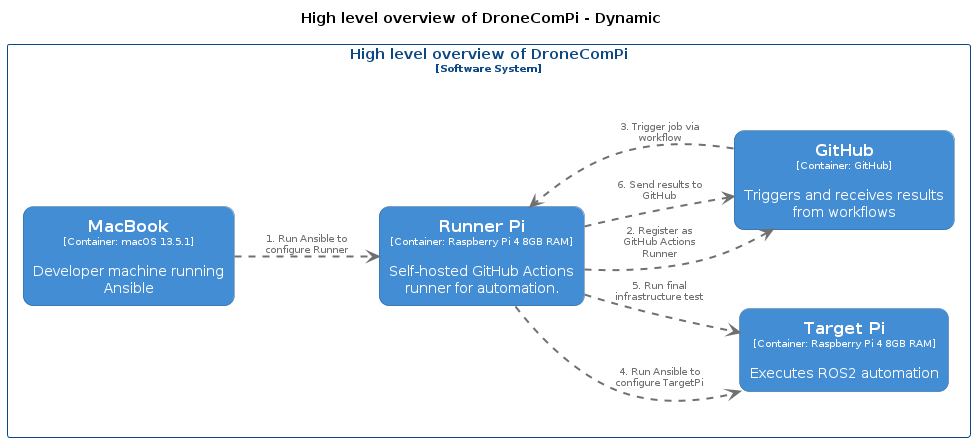 High level overview of DroneComPi - Dynamic
High level overview of DroneComPi
[Software System]
MacBook
[Container: macOS 13.5.1]
Developer machine running
Ansible
1. Run Ansible to
configure Runner
Runner Pi
[Container: Raspberry Pi 4 8GB RAM]
Self-hosted GitHub Actions
runner for automation.
3. Trigger job via
workflow
6. Send results to
GitHub
2. Register as
GitHub Actions
Runner
5. Run final
infrastructure test
4. Run Ansible to
configure TargetPi
GitHub
[Container: GitHub]
Triggers and receives results
from workflows
Target Pi
[Container: Raspberry Pi 4 8GB RAM]
Executes ROS2 automation